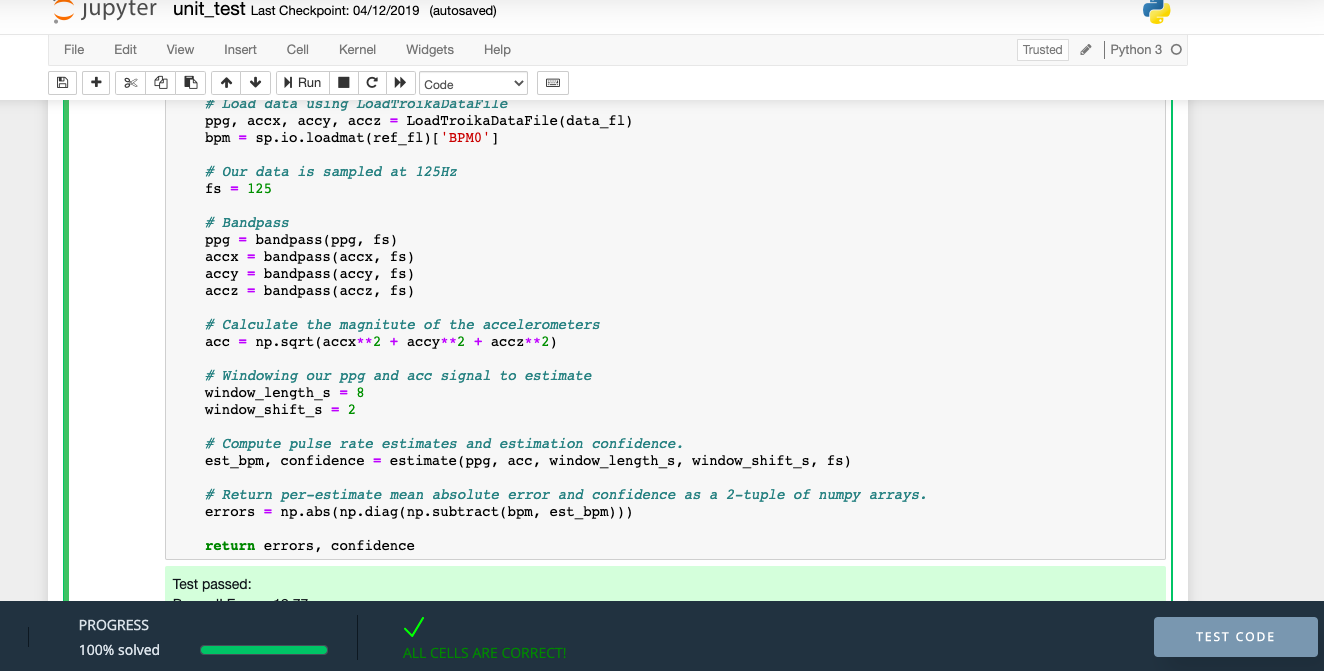 jupyter unit_test Last Checkpoint: 04/12/2019 (autosaved)
File Edit View Insert Cell Kernel Widgets Help Trusted Python 3
Run Code
# Load data using LoadTroikaDataFile
ppg, accx, accy, accz = LoadTroikaDataFile(data_fl)
bpm = sp.io.loadmat(ref_fl)['BPM0']
# Our data is sampled at 125Hz
fs = 125
# Bandpass
ppg = bandpass(ppg, fs)
accx = bandpass(accx, fs)
accy = bandpass(accy, fs)
accz = bandpass(accz, fs)
# Calculate the magnitute of the accelerometers
acc = np.sqrt(accx**2 + accy**2 + accz**2)
# Windowing our ppg and acc signal to estimate
window_length_s = 8
window_shift_s = 2
# Compute pulse rate estimates and estimation confidence.
est_bpm, confidence = estimate(ppg, acc, window_length_s, window_shift_s, fs)
# Return per-estimate mean absolute error and confidence as a 2-tuple of numpy arrays.
errors = np.abs(np.diag(np.subtract(bpm, est_bpm)))
return errors, confidence
Test passed:
PROGRESS
100% solved
ALL CELLS ARE CORRECT!
TEST CODE